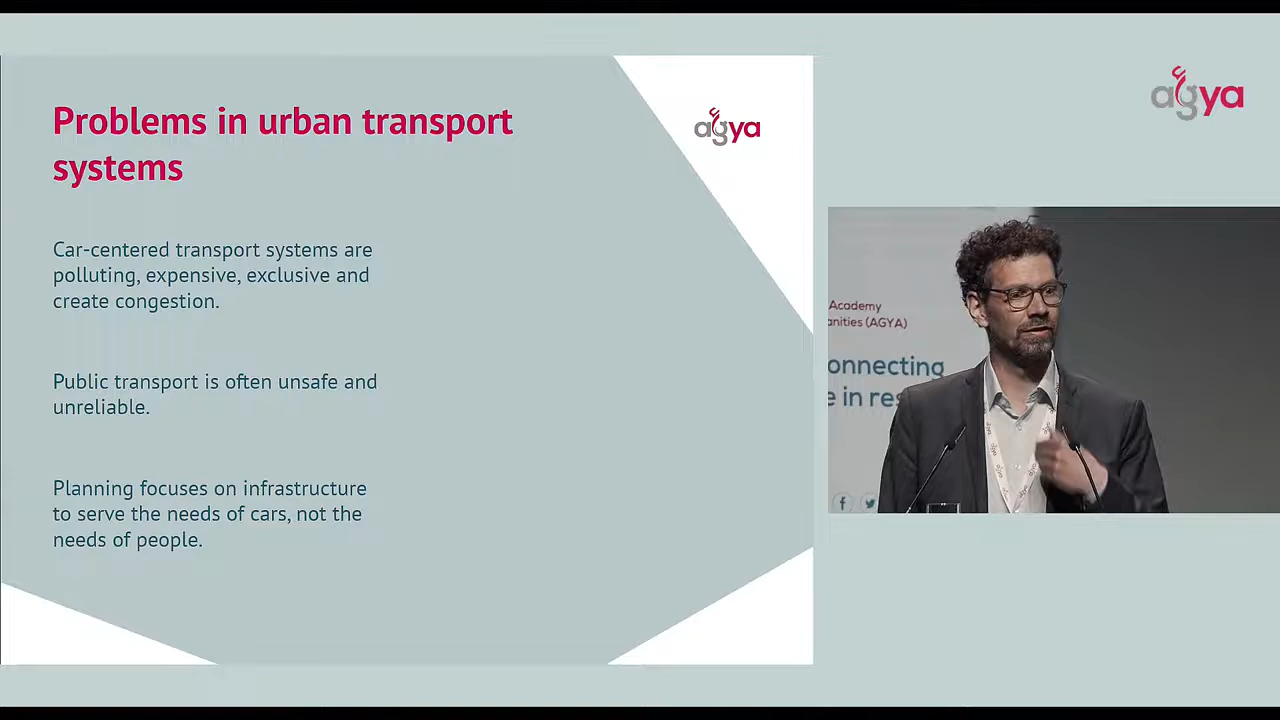 Problems in urban transport
systems
agya
Car-centered transport systems are
polluting, expensive, exclusive and
create congestion.
Public transport is often unsafe and
unreliable.
Planning focuses on infrastructure
to serve the needs of cars, not the
needs of people.
agya
Academy
anities (AGYA)
onnecting
e in res